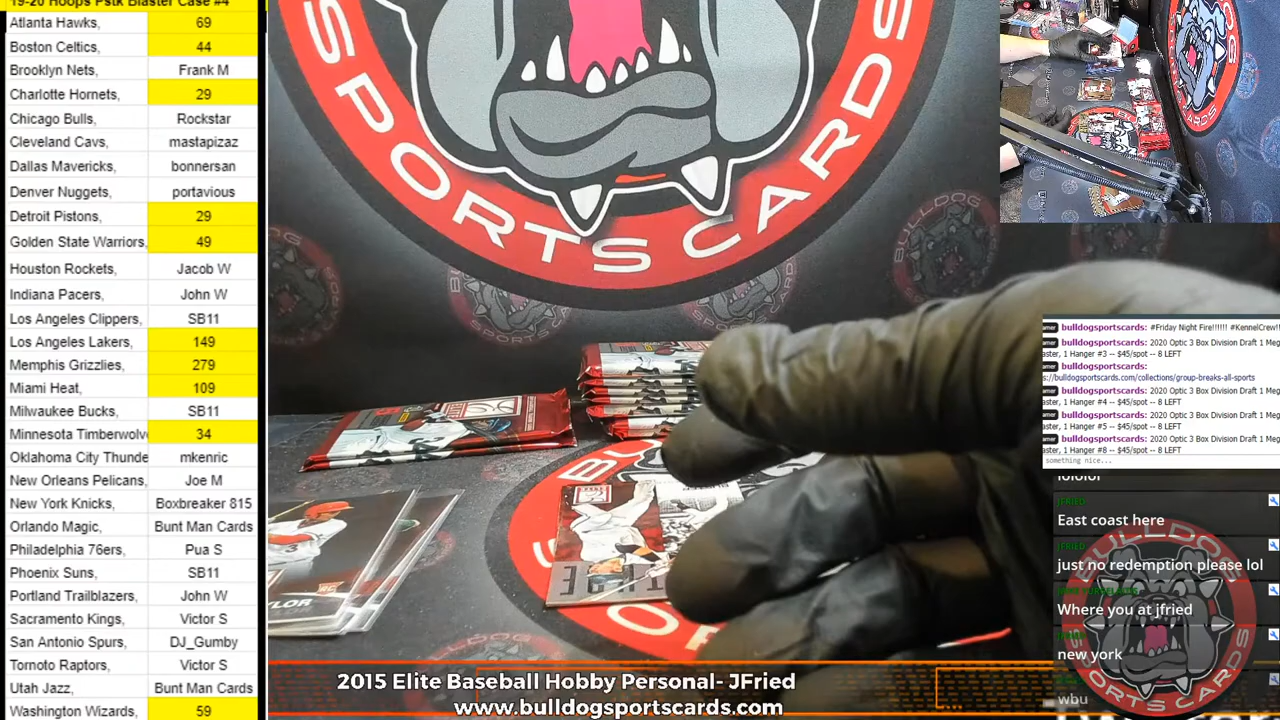 19-20 Hoops Pstk Blaster Case #4
Atlanta Hawks, 69
Boston Celtics, 44
Brooklyn Nets, Frank M
Charlotte Hornets, 29
Chicago Bulls, Rockstar
Cleveland Cavs, mastapizaz
Dallas Mavericks, bonnersan
Denver Nuggets, portavious
Detroit Pistons, 29
Golden State Warriors, 49
Houston Rockets, Jacob W
Indiana Pacers, John W
Los Angeles Clippers, SB11
Los Angeles Lakers, 149
Memphis Grizzlies, 279
Miami Heat, 109
Milwaukee Bucks, SB11
Minnesota Timberwolv 34
Oklahoma City Thunde mkenric
New Orleans Pelicans, Joe M
New York Knicks, Boxbreaker 815
Orlando Magic, Bunt Man Cards
Philadelphia 76ers, Pua S
Phoenix Suns, SB11
Portland Trailblazers, John W
Sacramento Kings, Victor S
San Antonio Spurs, DJ_Gumby
Tornoto Raptors, Victor S
Utah Jazz, Bunt Man Cards
Washington Wizards, 59
SPORTS CARDS
bulldogsportscards: #Friday Night Fire!!!!!! #KennelCrew!!
bulldogsportscards: 2020 Optic 3 Box Division Draft 1 Meg
aster, 1 Hanger #3 -- $45/spot -- 8 LEFT
bulldogsportscards:
s://bulldogsportscards.com/collections/group-breaks-all-sports
bulldogsportscards: 2020 Optic 3 Box Division Draft 1 Meg
aster, 1 Hanger #4 -- $45/spot -- 8 LEFT
bulldogsportscards: 2020 Optic 3 Box Division Draft 1 Meg
aster, 1 Hanger #5 -- $45/spot -- 8 LEFT
bulldogsportscards: 2020 Optic 3 Box Division Draft 1 Meg
aster, 1 Hanger #8 -- $45/spot -- 8 LEFT
something nice...
lololol
JFRIED
East coast here
JFRIED
just no redemption please lol
Where you at jfried
JFRIED
new york
wbu
BULLDOG
SPORTS CARDS
2015 Elite Baseball Hobby Personal- JFried
www.bulldogsportscards.com